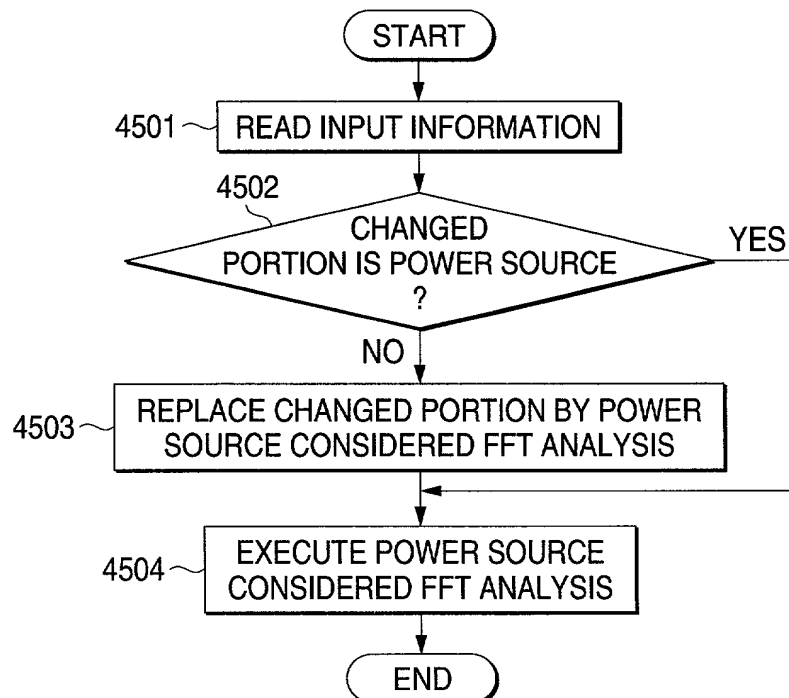 START
4501
READ INPUT INFORMATION
4502
CHANGED
PORTION IS POWER SOURCE
?
YES
NO
4503
REPLACE CHANGED PORTION BY POWER
SOURCE CONSIDERED FFT ANALYSIS
4504
EXECUTE POWER SOURCE
CONSIDERED FFT ANALYSIS
END